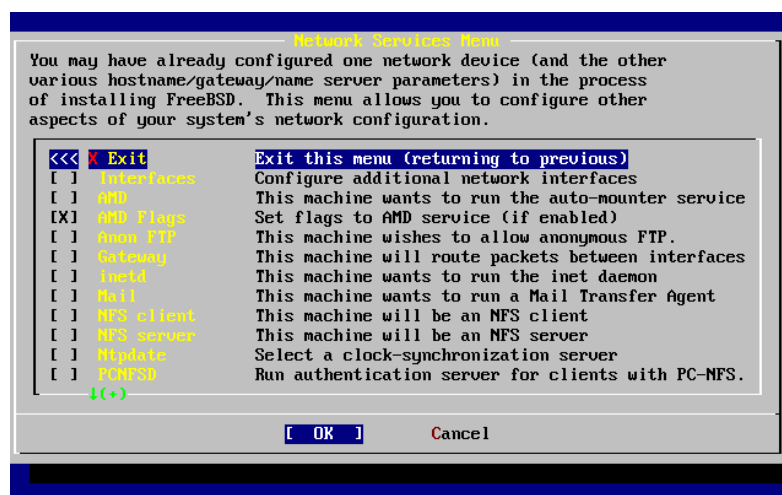 Network Services Menu
You may have already configured one network device (and the other
various hostname/gateway/name server parameters) in the process
of installing FreeBSD.  This menu allows you to configure other
aspects of your system's network configuration.
<<< X Exit Exit this menu (returning to previous)
[ ] Interfaces Configure additional network interfaces
[ ] AMD This machine wants to run the auto-mounter service
[X] AMD Flags Set flags to AMD service (if enabled)
[ ] Anon FTP This machine wishes to allow anonymous FTP.
[ ] Gateway This machine will route packets between interfaces
[ ] inetd This machine wants to run the inet daemon
[ ] Mail This machine wants to run a Mail Transfer Agent
[ ] NFS client This machine will be an NFS client
[ ] NFS server This machine will be an NFS server
[ ] Ntpdate Select a clock-synchronization server
[ ] PCNFSD Run authentication server for clients with PC-NFS.
↓(+)
[ OK ] Cancel